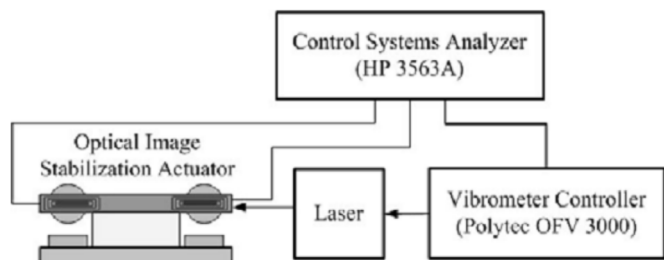 Control Systems Analyzer
(HP 3563A)
Optical Image
Stabilization Actuator
Laser
Vibrometer Controller
(Polytec OFV 3000)